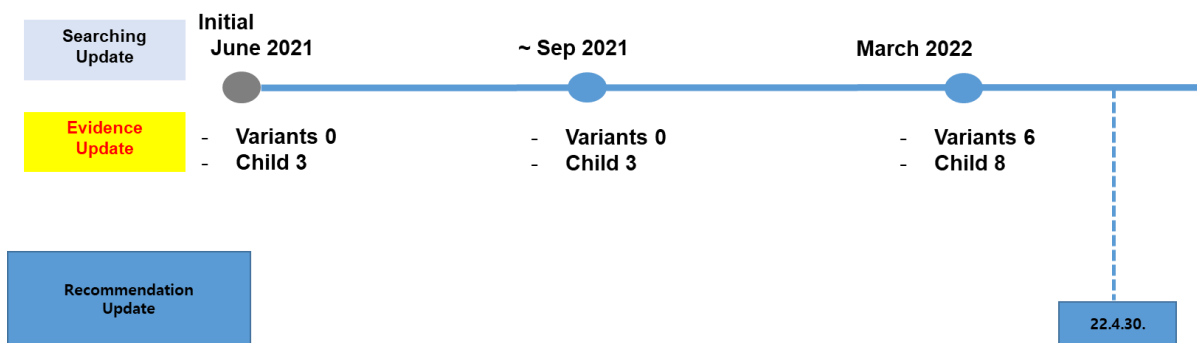 Searching
Update
Initial
June 2021
~ Sep 2021
March 2022
Evidence
Update
- Variants 0
- Child 3
- Variants 0
- Child 3
- Variants 6
- Child 8
Recommendation
Update
22.4.30.